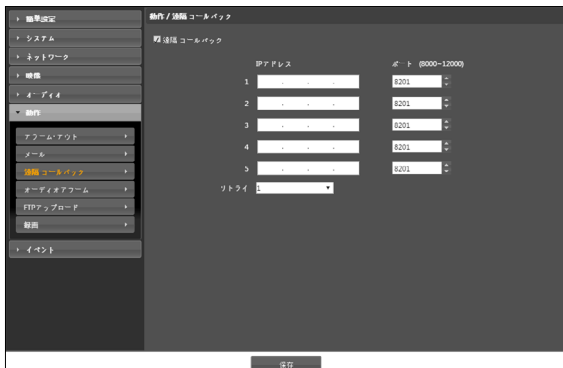 簡単設定
システム
ネットワーク
映像
オーディオ
動作
アラーム・アウト
メール
遠隔 コールバック
オーディオアラーム
FTPアップロード
録画
イベント
動作 / 遠隔 コールバック
遠隔 コールバック
IPアドレス ポート (8000~12000)
1 . . . 8201
2 . . . 8201
3 . . . 8201
4 . . . 8201
5 . . . 8201
リトライ 1
保存